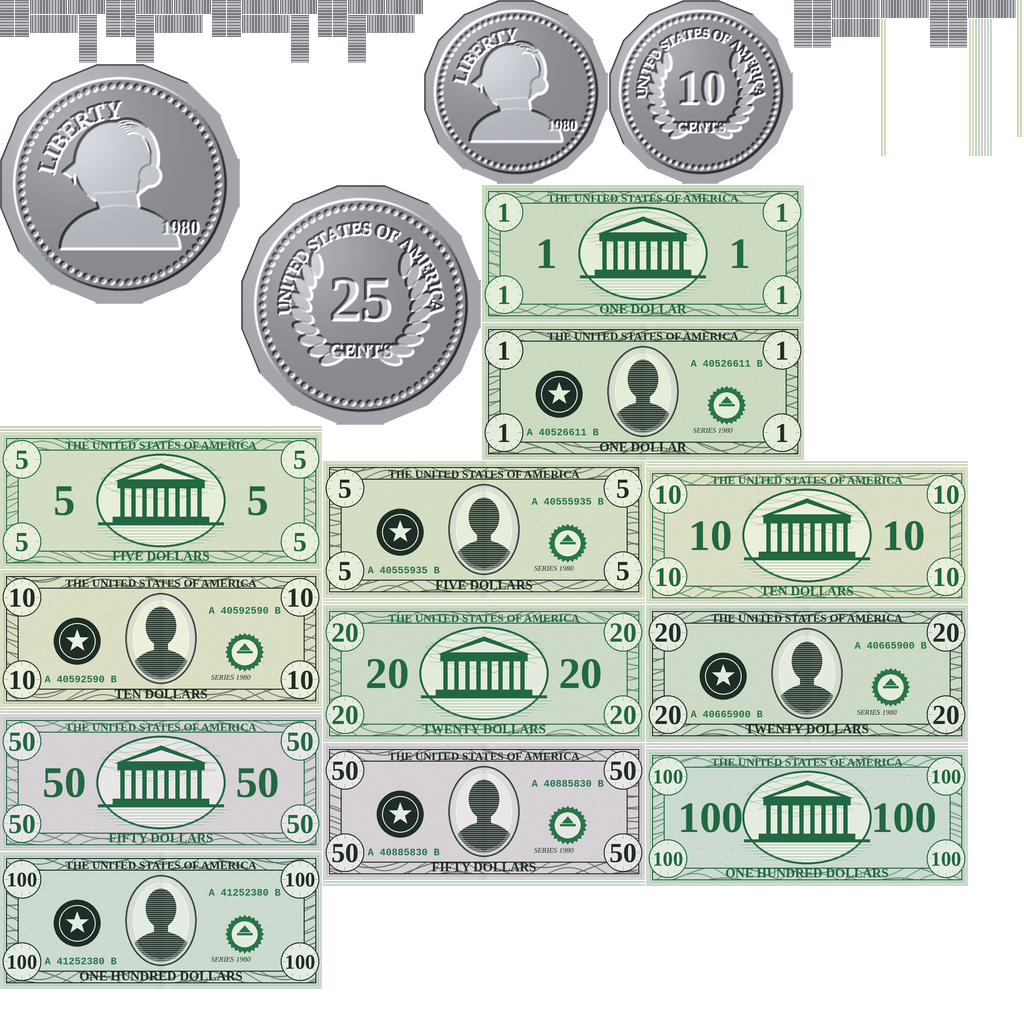 LIBERTY
1980
UNITED STATES OF AMERICA
10
CENTS
LIBERTY
1980
UNITED STATES OF AMERICA
25
CENTS
THE UNITED STATES OF AMERICA
1 1
1 1
1 1
ONE DOLLAR
THE UNITED STATES OF AMERICA
1 1
A 40526611 B
SERIES 1980
A 40526611 B
1 1
ONE DOLLAR
THE UNITED STATES OF AMERICA
5 5
5 5
5 5
FIVE DOLLARS
THE UNITED STATES OF AMERICA
5 5
A 40555935 B
SERIES 1980
A 40555935 B
5 5
FIVE DOLLARS
THE UNITED STATES OF AMERICA
10 10
10 10
10 10
TEN DOLLARS
THE UNITED STATES OF AMERICA
10 10
A 40592590 B
SERIES 1980
A 40592590 B
10 10
TEN DOLLARS
THE UNITED STATES OF AMERICA
20 20
20 20
20 20
TWENTY DOLLARS
THE UNITED STATES OF AMERICA
20 20
A 40665900 B
SERIES 1980
A 40665900 B
20 20
TWENTY DOLLARS
THE UNITED STATES OF AMERICA
50 50
50 50
50 50
FIFTY DOLLARS
THE UNITED STATES OF AMERICA
50 50
A 40885830 B
SERIES 1980
A 40885830 B
50 50
FIFTY DOLLARS
THE UNITED STATES OF AMERICA
100 100
100 100
100 100
ONE HUNDRED DOLLARS
THE UNITED STATES OF AMERICA
100 100
A 41252380 B
SERIES 1980
A 41252380 B
100 100
ONE HUNDRED DOLLARS